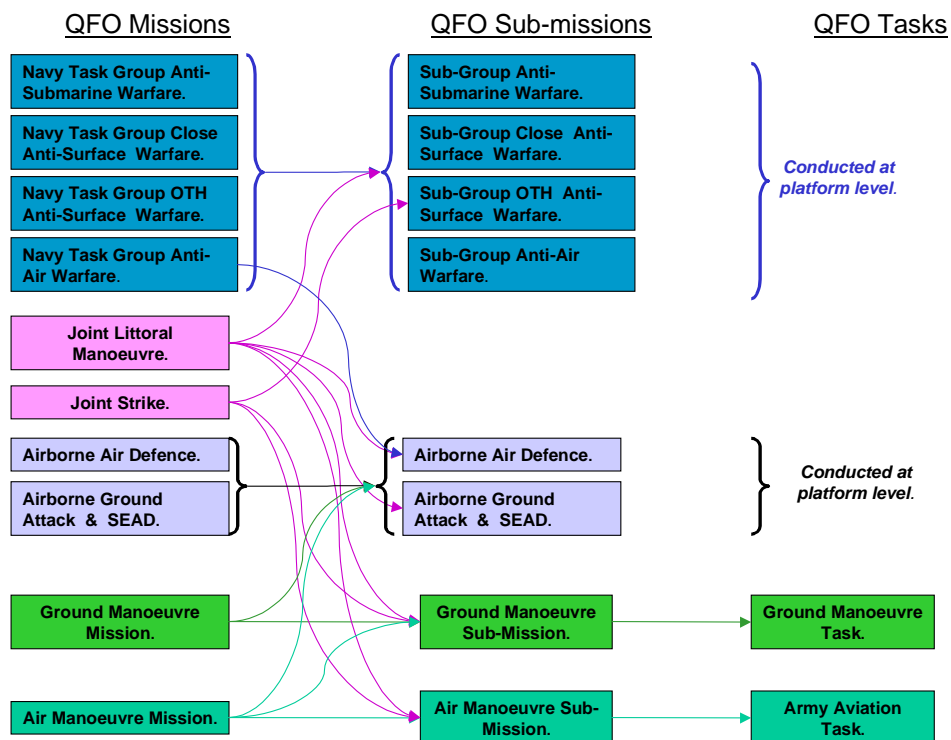 QFO Missions
QFO Sub-missions
QFO Tasks
Navy Task Group Anti-
Submarine Warfare.
Navy Task Group Close
Anti-Surface Warfare.
Navy Task Group OTH
Anti-Surface Warfare.
Navy Task Group Anti-
Air Warfare.
Sub-Group Anti-
Submarine Warfare.
Sub-Group Close Anti-
Surface Warfare.
Sub-Group OTH Anti-
Surface Warfare.
Sub-Group Anti-Air
Warfare.
Conducted at
platform level.
Joint Littoral
Manoeuvre.
Joint Strike.
Airborne Air Defence.
Airborne Ground
Attack & SEAD.
Airborne Air Defence.
Airborne Ground
Attack & SEAD.
Conducted at
platform level.
Ground Manoeuvre
Mission.
Ground Manoeuvre
Sub-Mission.
Ground Manoeuvre
Task.
Air Manoeuvre Mission.
Air Manoeuvre Sub-
Mission.
Army Aviation
Task.